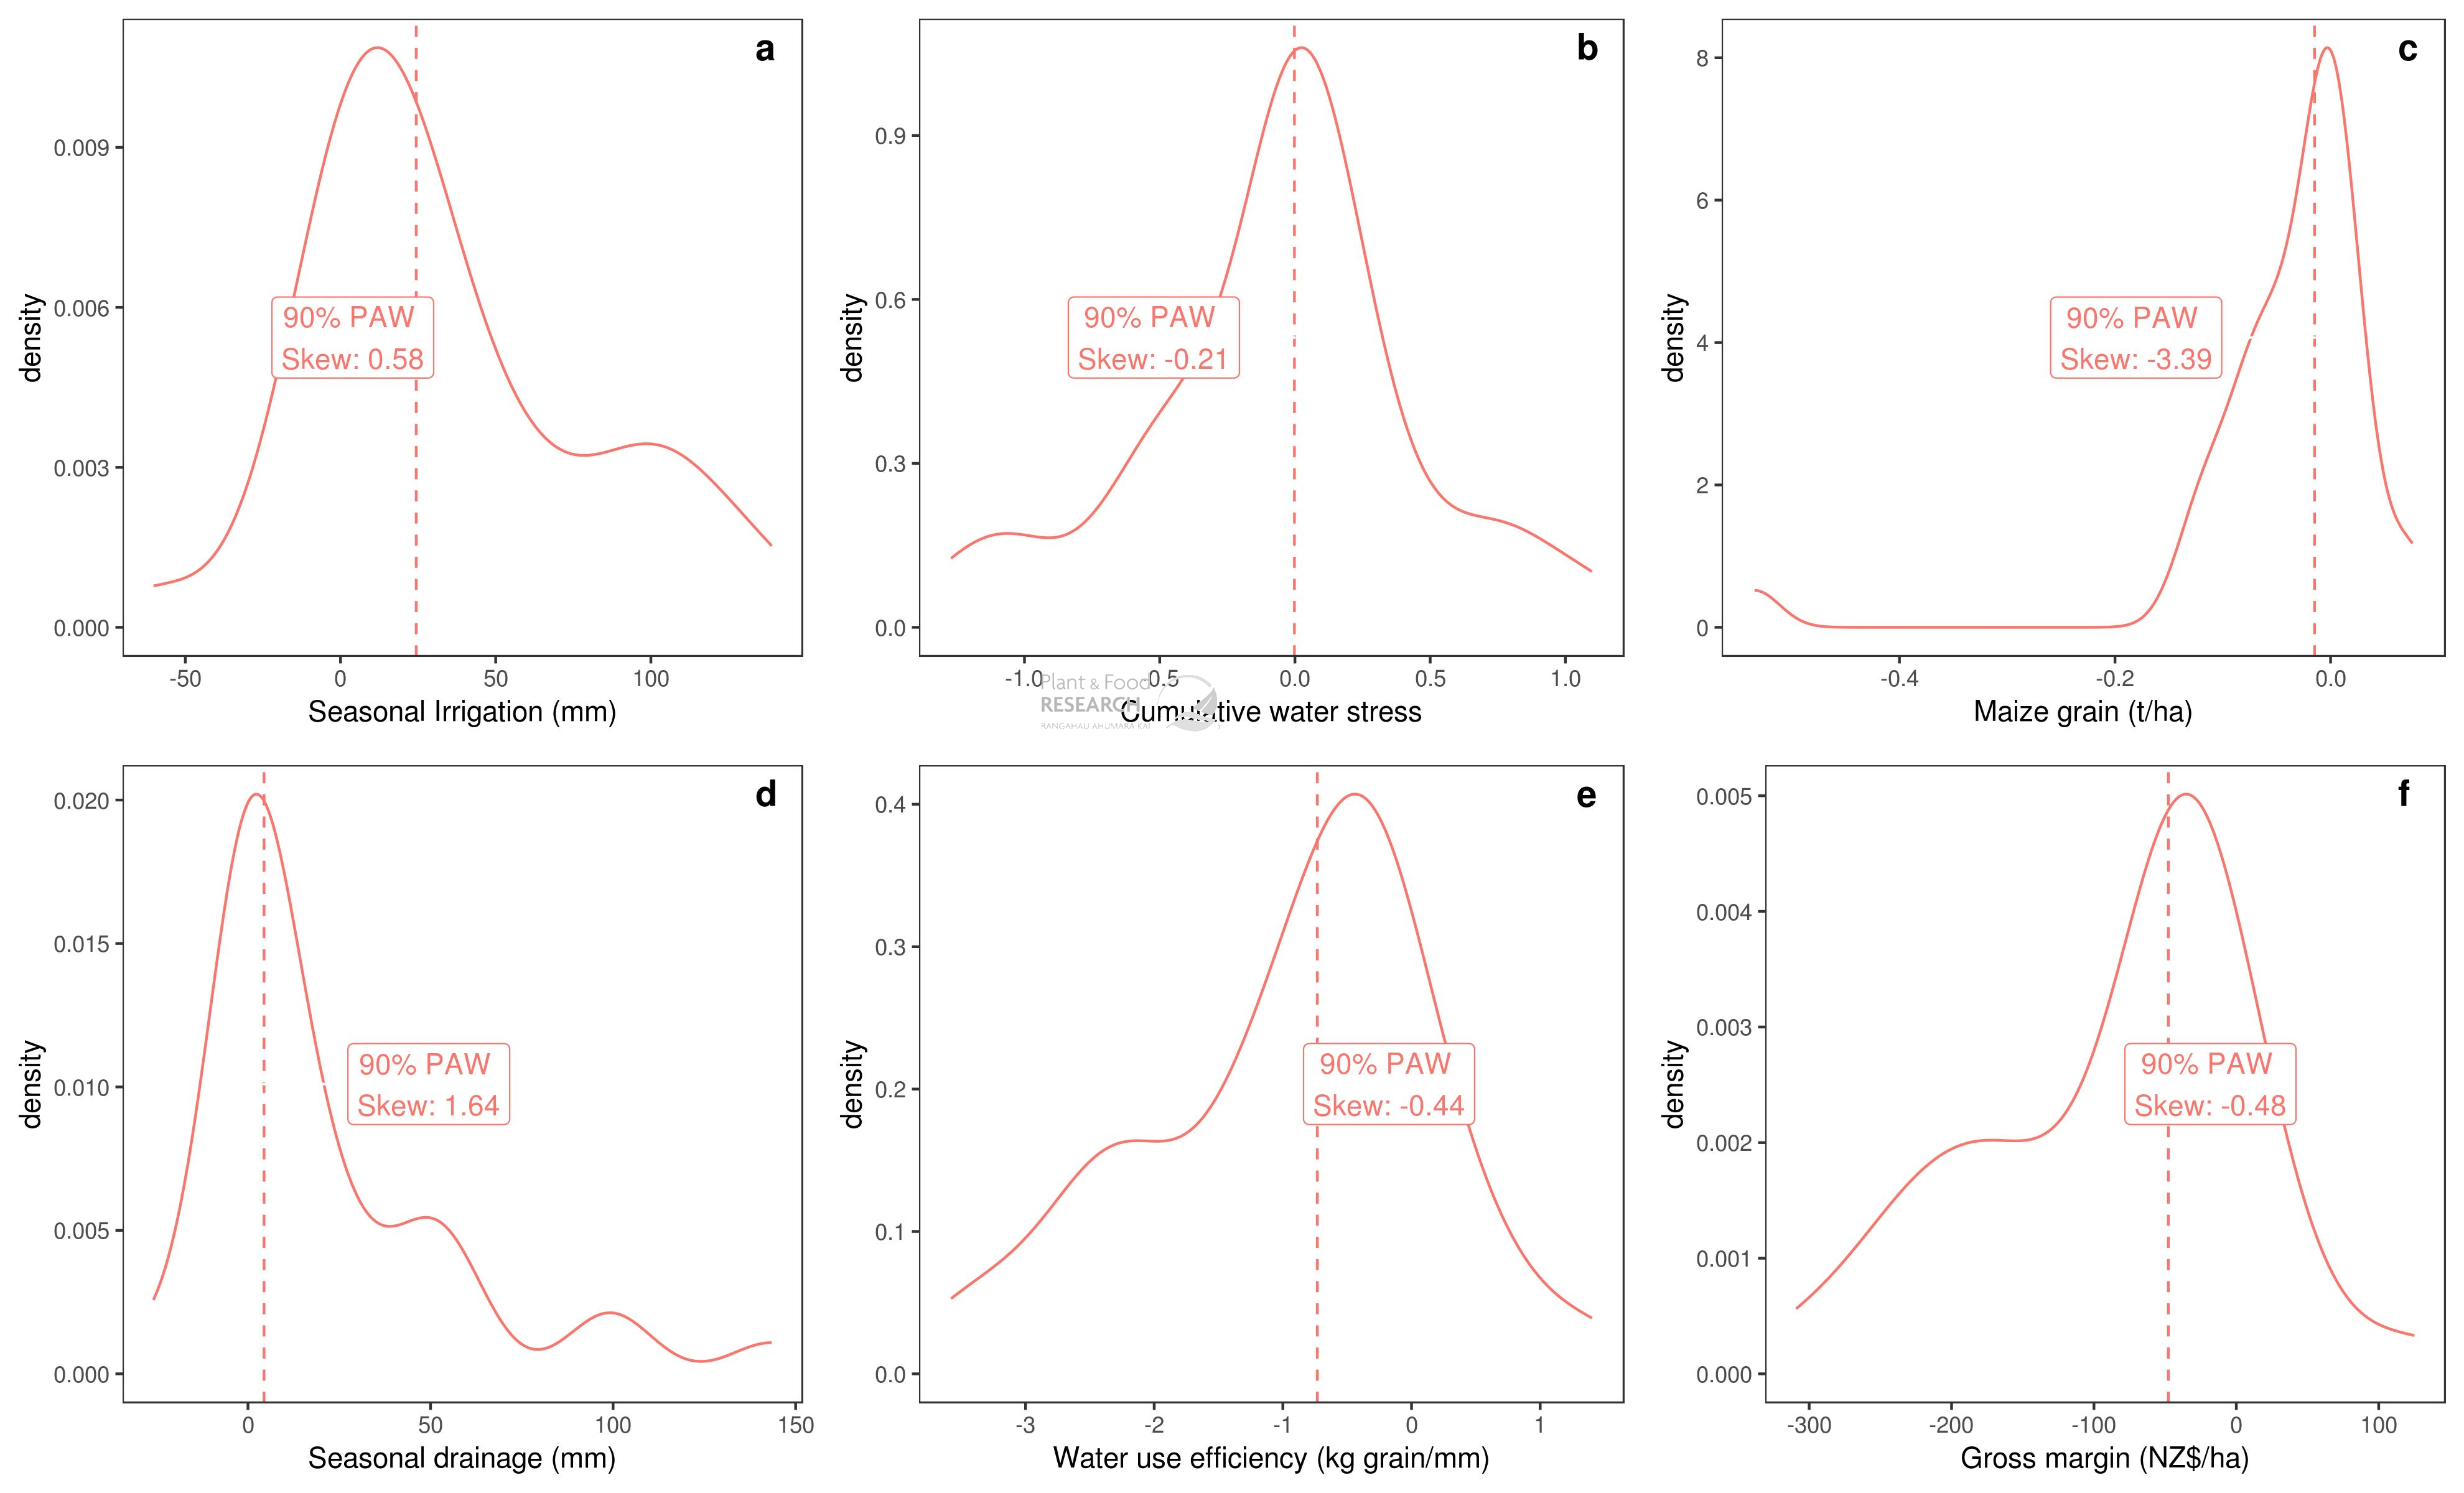 a
0.009
0.006
0.003
0.000
density
90% PAW
Skew: 0.58
-50 0 50 100
Seasonal Irrigation (mm)
b
0.9
0.6
0.3
0.0
density
90% PAW
Skew: -0.21
-1.0 -0.5 0.0 0.5 1.0
Cumulative water stress
Plant & Food
RESEARCH
RANGAHAU AHUMARA KAI
c
8
6
4
2
0
density
90% PAW
Skew: -3.39
-0.4 -0.2 0.0
Maize grain (t/ha)
d
0.020
0.015
0.010
0.005
0.000
density
90% PAW
Skew: 1.64
0 50 100 150
Seasonal drainage (mm)
e
0.4
0.3
0.2
0.1
0.0
density
90% PAW
Skew: -0.44
-3 -2 -1 0 1
Water use efficiency (kg grain/mm)
f
0.005
0.004
0.003
0.002
0.001
0.000
density
90% PAW
Skew: -0.48
-300 -200 -100 0 100
Gross margin (NZ$/ha)